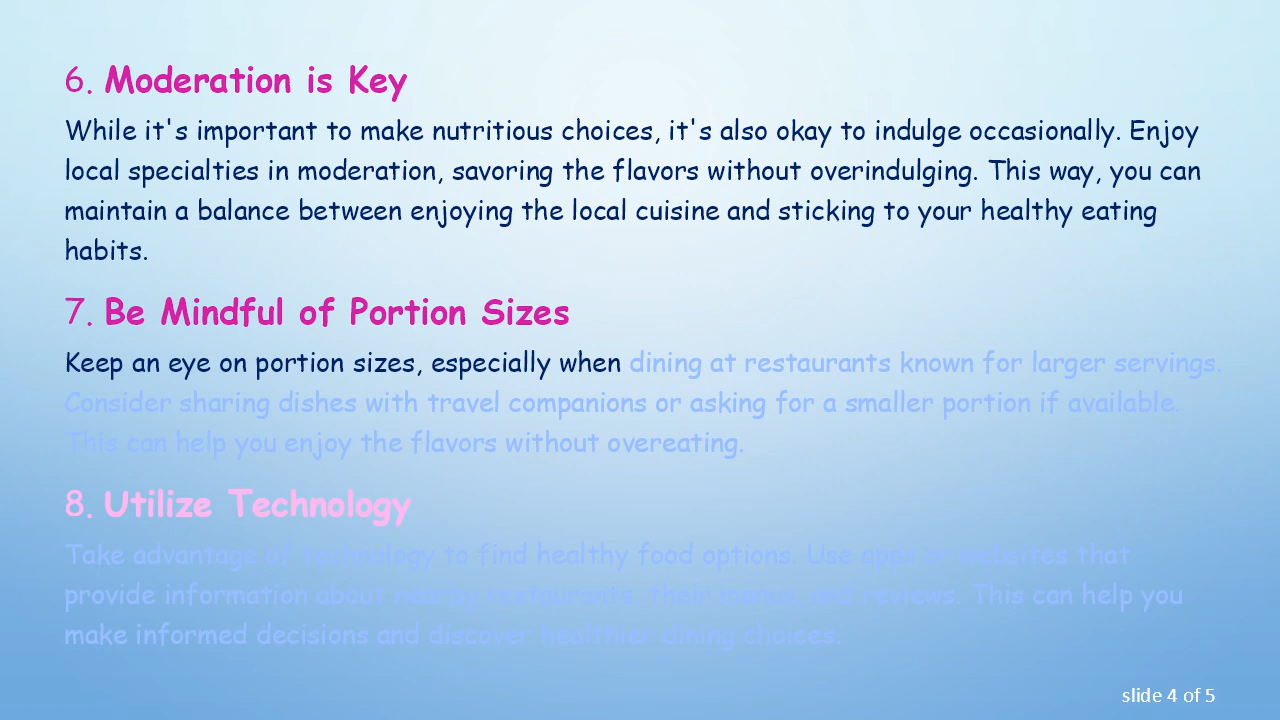 6. Moderation is Key
While it's important to make nutritious choices, it's also okay to indulge occasionally. Enjoy
local specialties in moderation, savoring the flavors without overindulging. This way, you can
maintain a balance between enjoying the local cuisine and sticking to your healthy eating
habits.
7. Be Mindful of Portion Sizes
Keep an eye on portion sizes, especially when dining at restaurants known for larger servings.
Consider sharing dishes with travel companions or asking for a smaller portion if available.
This can help you enjoy the flavors without overeating.
8. Utilize Technology
Take advantage of technology to find healthy food options. Use apps or websites that
provide information about nearby restaurants, their menus, and reviews. This can help you
make informed decisions and discover healthier dining choices.
slide 4 of 5